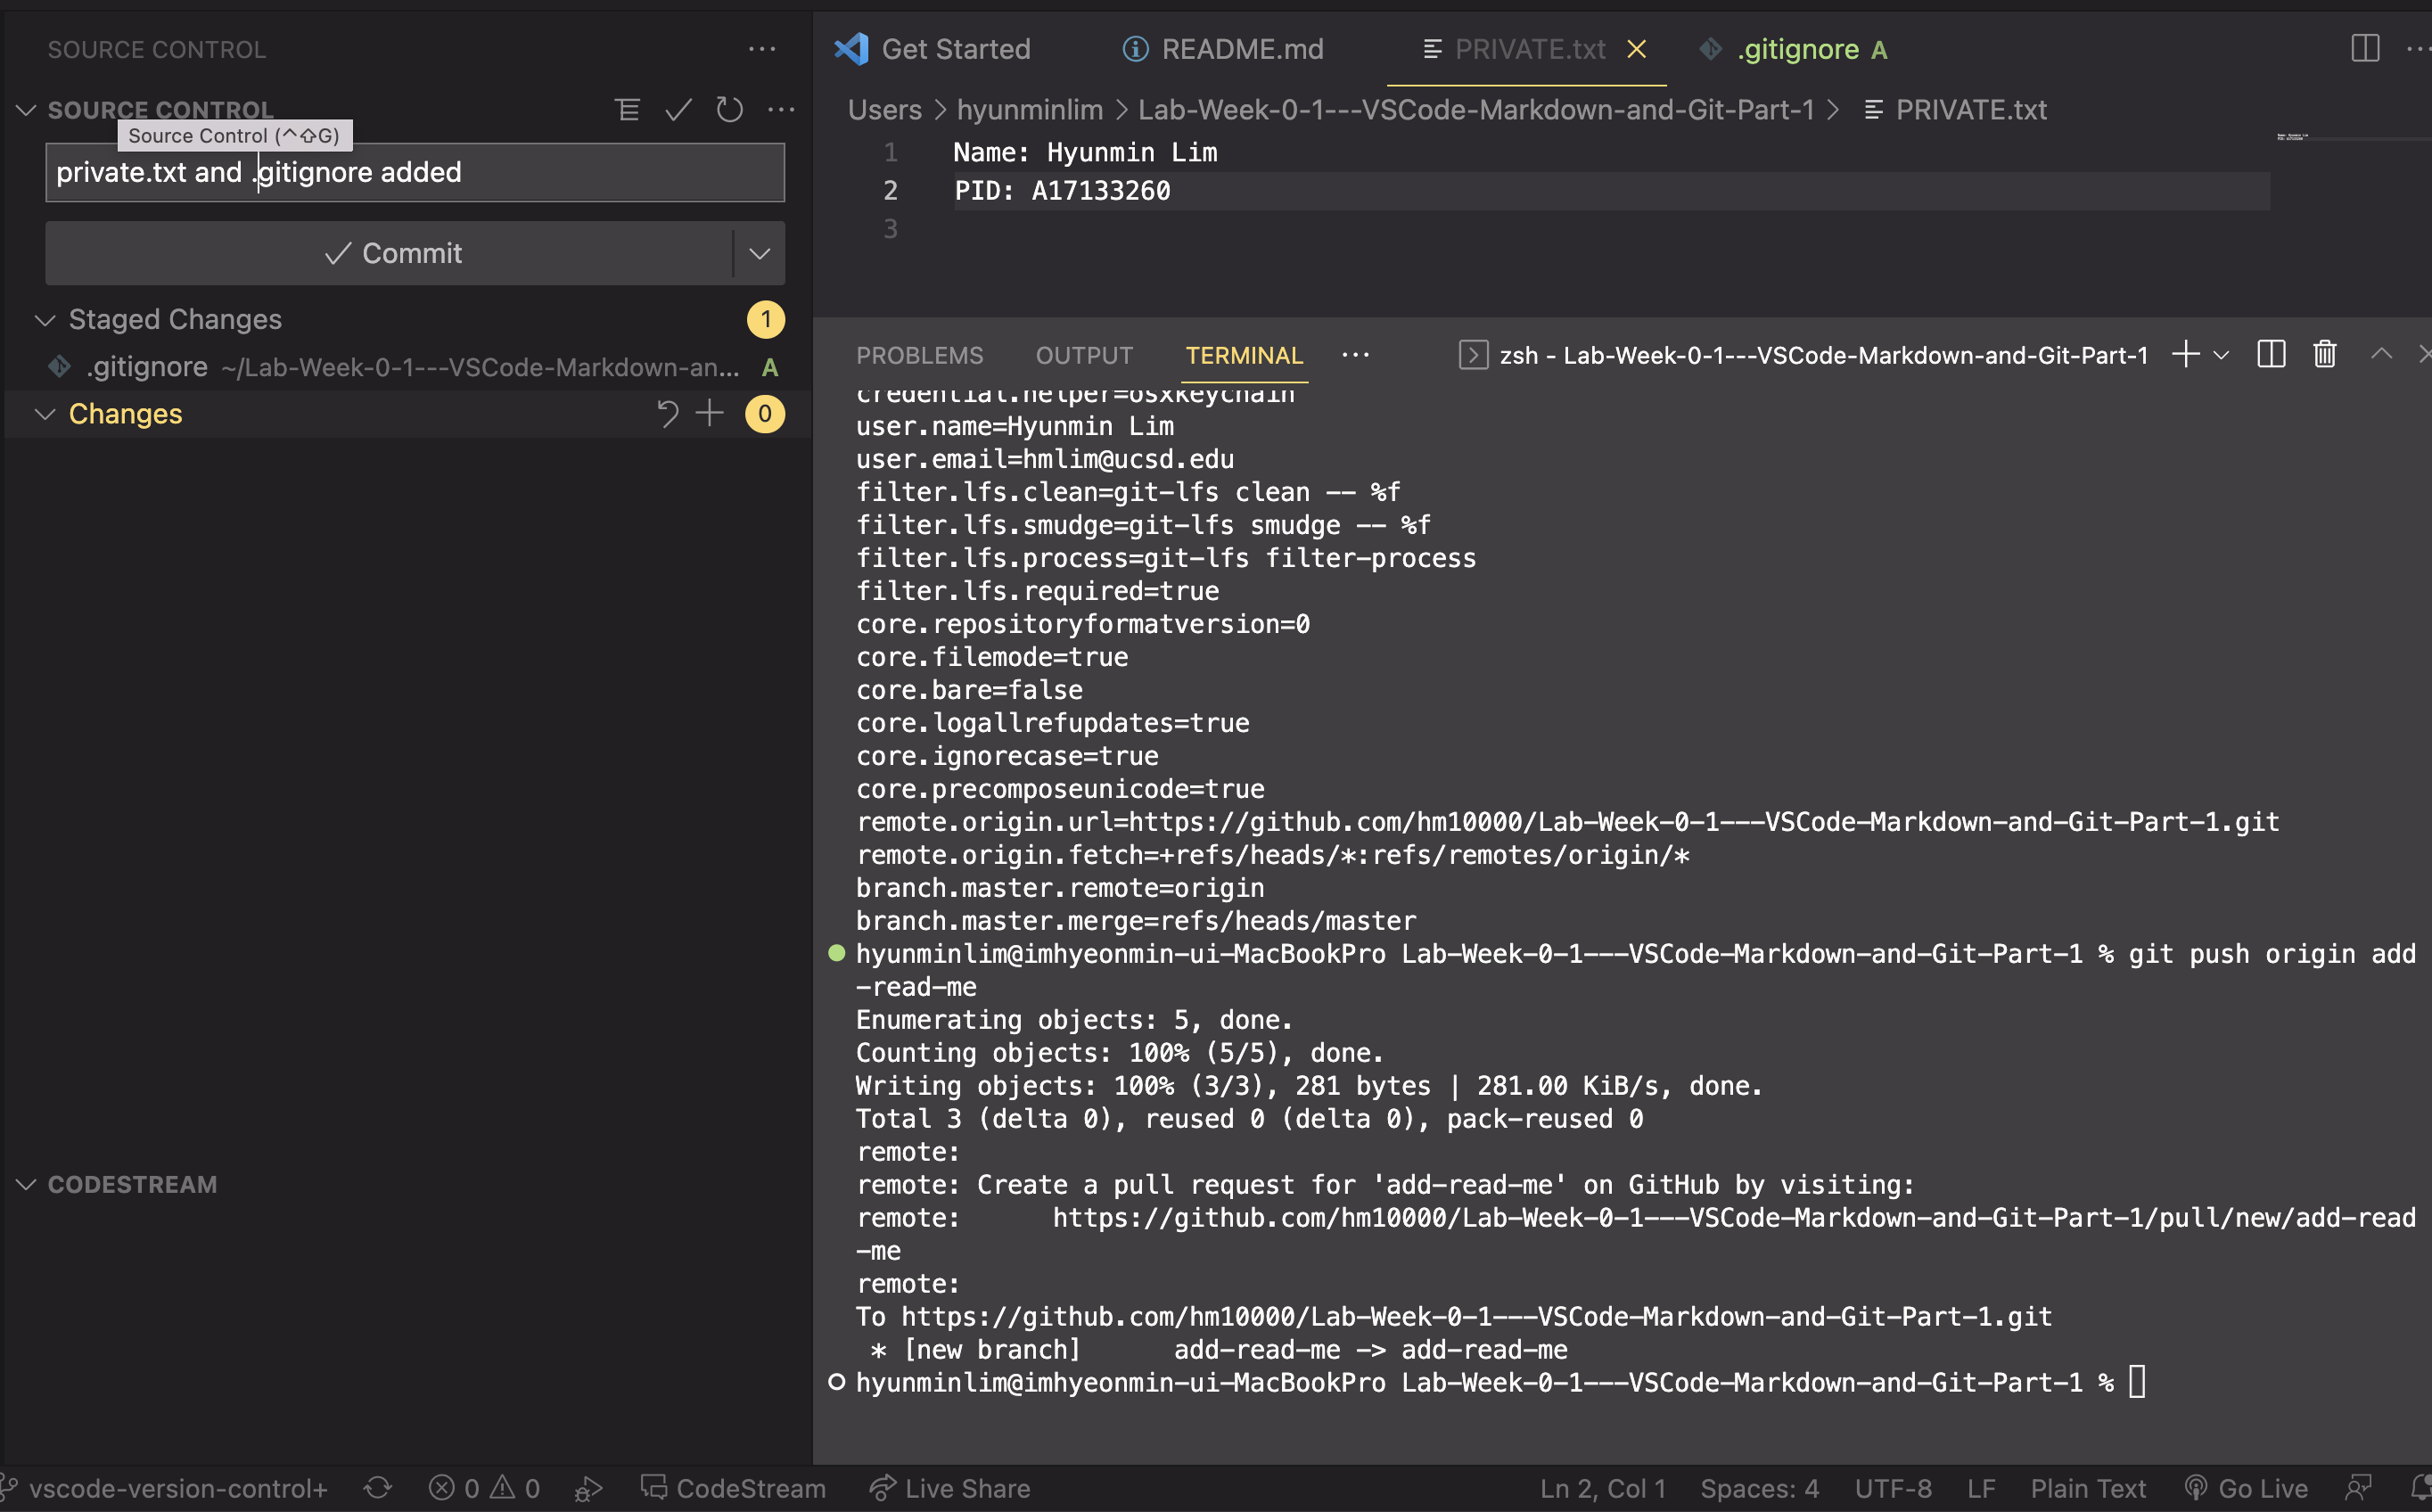 SOURCE CONTROL
SOURCE CONTROL
Source Control (^⇧G)
private.txt and .gitignore added
Commit
Staged Changes 1
.gitignore ~/Lab-Week-0-1---VSCode-Markdown-an... A
Changes 0
CODESTREAM
Get Started README.md PRIVATE.txt .gitignore A
Users > hyunminlim > Lab-Week-0-1---VSCode-Markdown-and-Git-Part-1 > PRIVATE.txt
1 Name: Hyunmin Lim
2 PID: A17133260
3
PROBLEMS OUTPUT TERMINAL ··· zsh - Lab-Week-0-1---VSCode-Markdown-and-Git-Part-1
credential.helper=osxkeychain
user.name=Hyunmin Lim
user.email=hmlim@ucsd.edu
filter.lfs.clean=git-lfs clean -- %f
filter.lfs.smudge=git-lfs smudge -- %f
filter.lfs.process=git-lfs filter-process
filter.lfs.required=true
core.repositoryformatversion=0
core.filemode=true
core.bare=false
core.logallrefupdates=true
core.ignorecase=true
core.precomposeunicode=true
remote.origin.url=https://github.com/hm10000/Lab-Week-0-1---VSCode-Markdown-and-Git-Part-1.git
remote.origin.fetch=+refs/heads/*:refs/remotes/origin/*
branch.master.remote=origin
branch.master.merge=refs/heads/master
hyunminlim@imhyeonmin-ui-MacBookPro Lab-Week-0-1---VSCode-Markdown-and-Git-Part-1 % git push origin add
-read-me
Enumerating objects: 5, done.
Counting objects: 100% (5/5), done.
Writing objects: 100% (3/3), 281 bytes | 281.00 KiB/s, done.
Total 3 (delta 0), reused 0 (delta 0), pack-reused 0
remote:
remote: Create a pull request for 'add-read-me' on GitHub by visiting:
remote:      https://github.com/hm10000/Lab-Week-0-1---VSCode-Markdown-and-Git-Part-1/pull/new/add-read
-me
remote:
To https://github.com/hm10000/Lab-Week-0-1---VSCode-Markdown-and-Git-Part-1.git
 * [new branch]      add-read-me -> add-read-me
hyunminlim@imhyeonmin-ui-MacBookPro Lab-Week-0-1---VSCode-Markdown-and-Git-Part-1 %
vscode-version-control+ 0 0 CodeStream Live Share Ln 2, Col 1 Spaces: 4 UTF-8 LF Plain Text Go Live